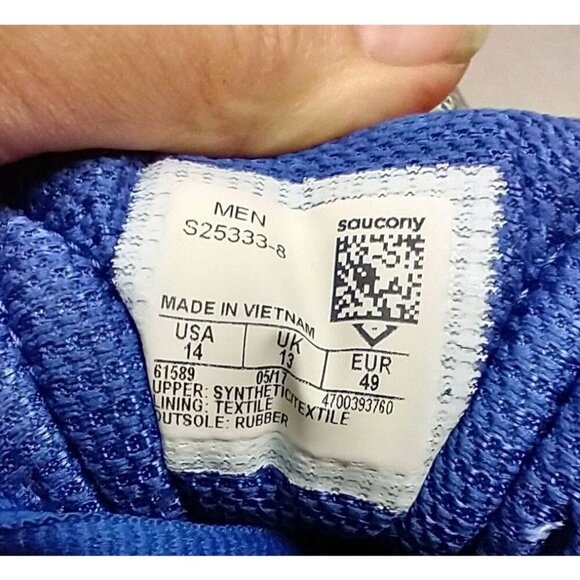 MEN
S25333-8
saucony
MADE IN VIETNAM
USA UK EUR
14 13 49
61589 05/17 4700393760
UPPER: SYNTHETIC/TEXTILE
LINING: TEXTILE
OUTSOLE: RUBBER